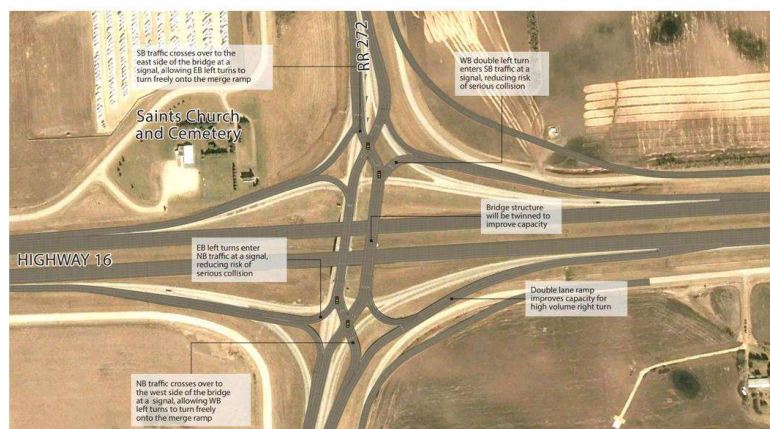 SB traffic crosses over to the
east side of the bridge at a
signal, allowing EB left turns to
turn freely onto the merge ramp
RR 272
WB double left turn
enters SB traffic at a
signal, reducing risk
of serious collision
Saints Church
and Cemetery
Bridge structure
will be twinned to
improve capacity
EB left turns enter
NB traffic at a signal,
reducing risk of
serious collision
HIGHWAY 16
Double lane ramp
improves capacity for
high volume right turn
NB traffic crosses over to
the west side of the bridge
at a signal, allowing WB
left turns to turn freely
onto the merge ramp